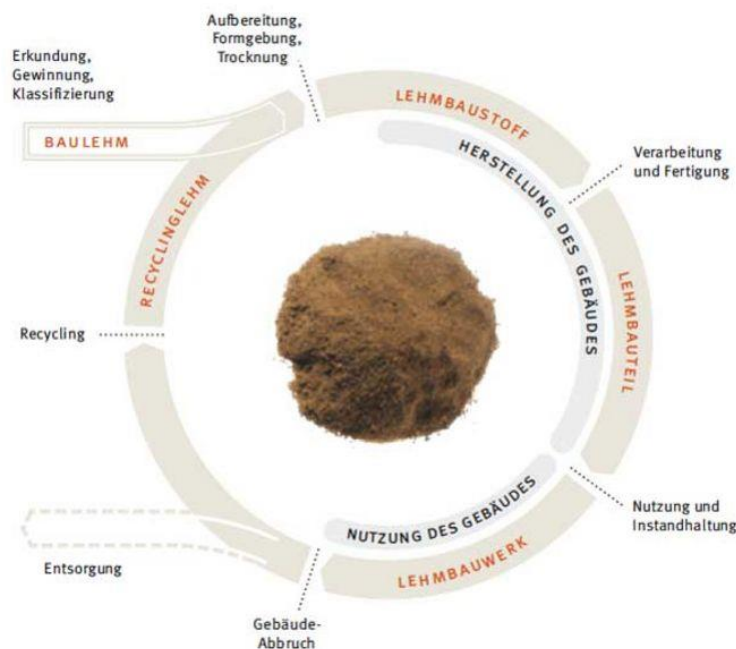 Aufbereitung,
Formgebung,
Trocknung
Erkundung,
Gewinnung,
Klassifizierung
BAULEHM
LEHMBAUSTOFF
HERSTELLUNG DES GEBÄUDES
Verarbeitung
und Fertigung
RECYCLINGLEHM
LEHMBAUTEIL
Recycling
Nutzung und
Instandhaltung
NUTZUNG DES GEBÄUDES
LEHMBAUWERK
Entsorgung
Gebäude-
Abbruch